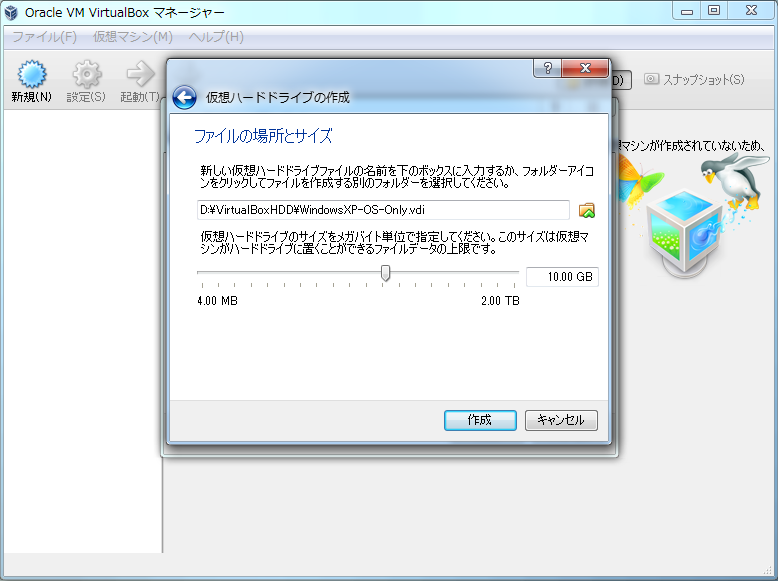 Oracle VM VirtualBox マネージャー
ファイル(F) 仮想マシン(M) ヘルプ(H)
新規(N) 設定(S) 起動(T)
D)
スナップショット(S)
想マシンが作成されていないため、
仮想ハードドライブの作成
ファイルの場所とサイズ
新しい仮想ハードドライブファイルの名前を下のボックスに入力するか、フォルダーアイコ
ンをクリックしてファイルを作成する別のフォルダーを選択してください。
D:¥VirtualBoxHDD¥WindowsXP-OS-Only.vdi
仮想ハードドライブのサイズをメガバイト単位で指定してください。このサイズは仮想マ
シンがハードドライブに置くことができるファイルデータの上限です。
10.00 GB
4.00 MB 2.00 TB
作成 キャンセル